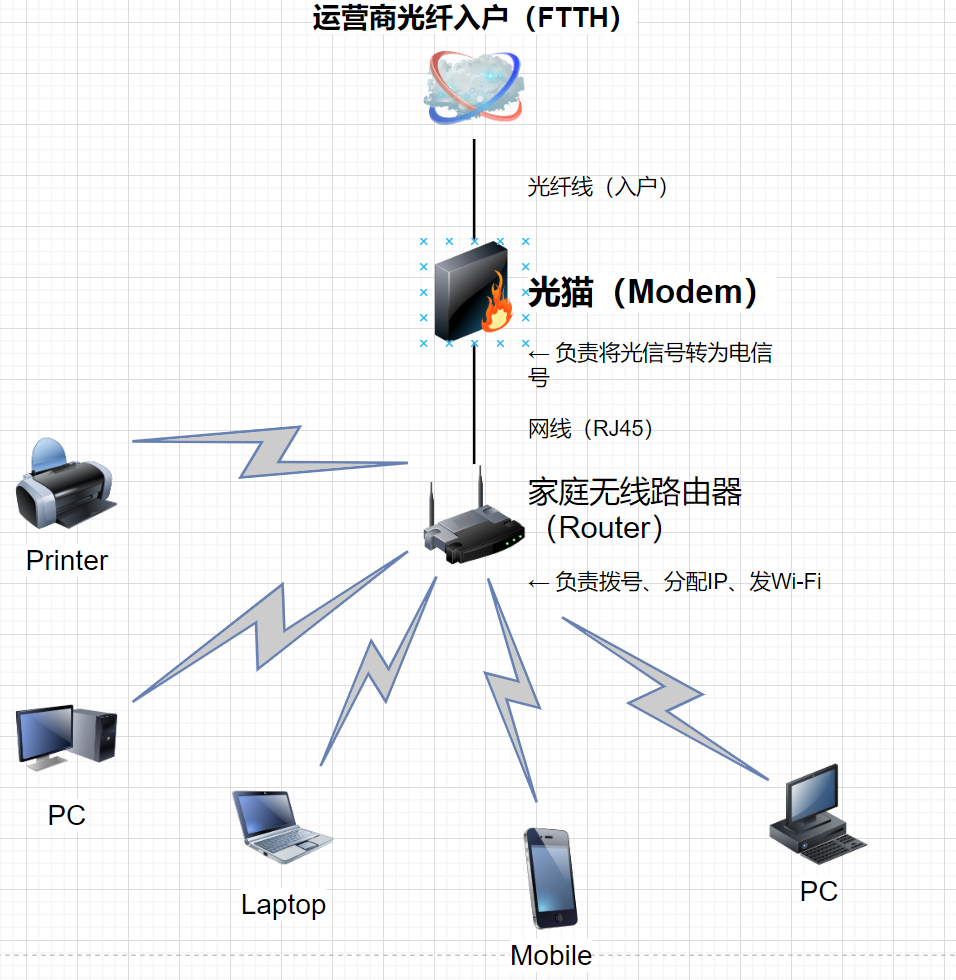 运营商光纤入户（FTTH）
光纤线（入户）
光猫（Modem）
← 负责将光信号转为电信
号
网线（RJ45）
家庭无线路由器
（Router）
← 负责拨号、分配IP、发Wi-Fi
Printer
PC
Laptop
Mobile
PC